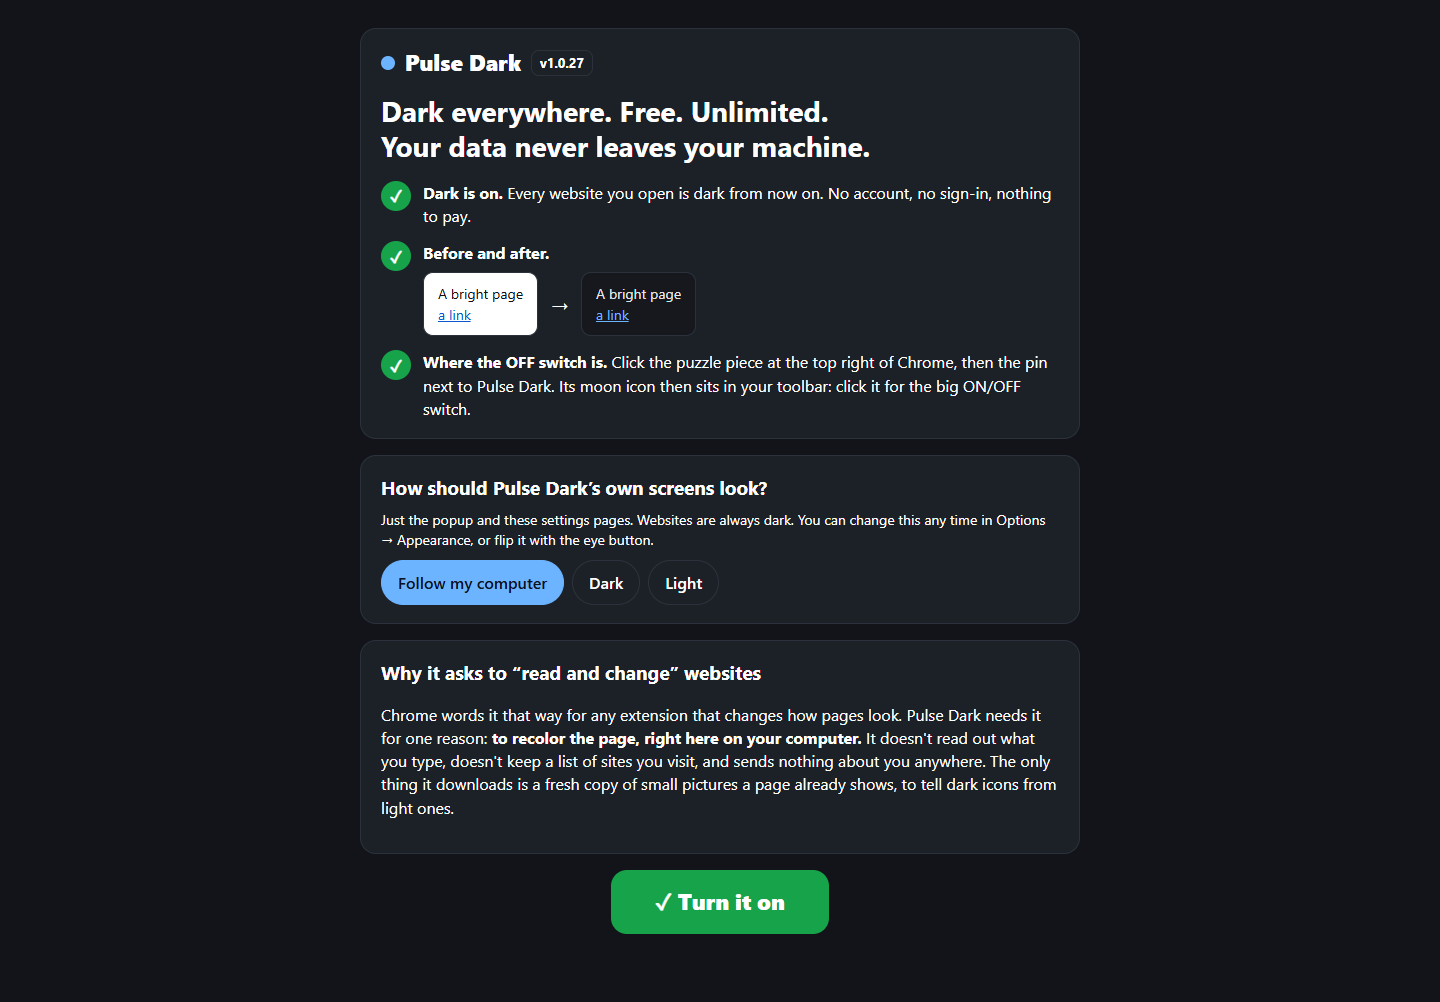 Pulse Dark v1.0.27
Dark everywhere. Free. Unlimited.
Your data never leaves your machine.
✓ Dark is on. Every website you open is dark from now on. No account, no sign-in, nothing
to pay.
✓ Before and after.
A bright page → A bright page
a link a link
✓ Where the OFF switch is. Click the puzzle piece at the top right of Chrome, then the pin
next to Pulse Dark. Its moon icon then sits in your toolbar: click it for the big ON/OFF
switch.
How should Pulse Dark’s own screens look?
Just the popup and these settings pages. Websites are always dark. You can change this any time in Options
→ Appearance, or flip it with the eye button.
Follow my computer Dark Light
Why it asks to “read and change” websites
Chrome words it that way for any extension that changes how pages look. Pulse Dark needs it
for one reason: to recolor the page, right here on your computer. It doesn't read out what
you type, doesn't keep a list of sites you visit, and sends nothing about you anywhere. The only
thing it downloads is a fresh copy of small pictures a page already shows, to tell dark icons from
light ones.
✓ Turn it on